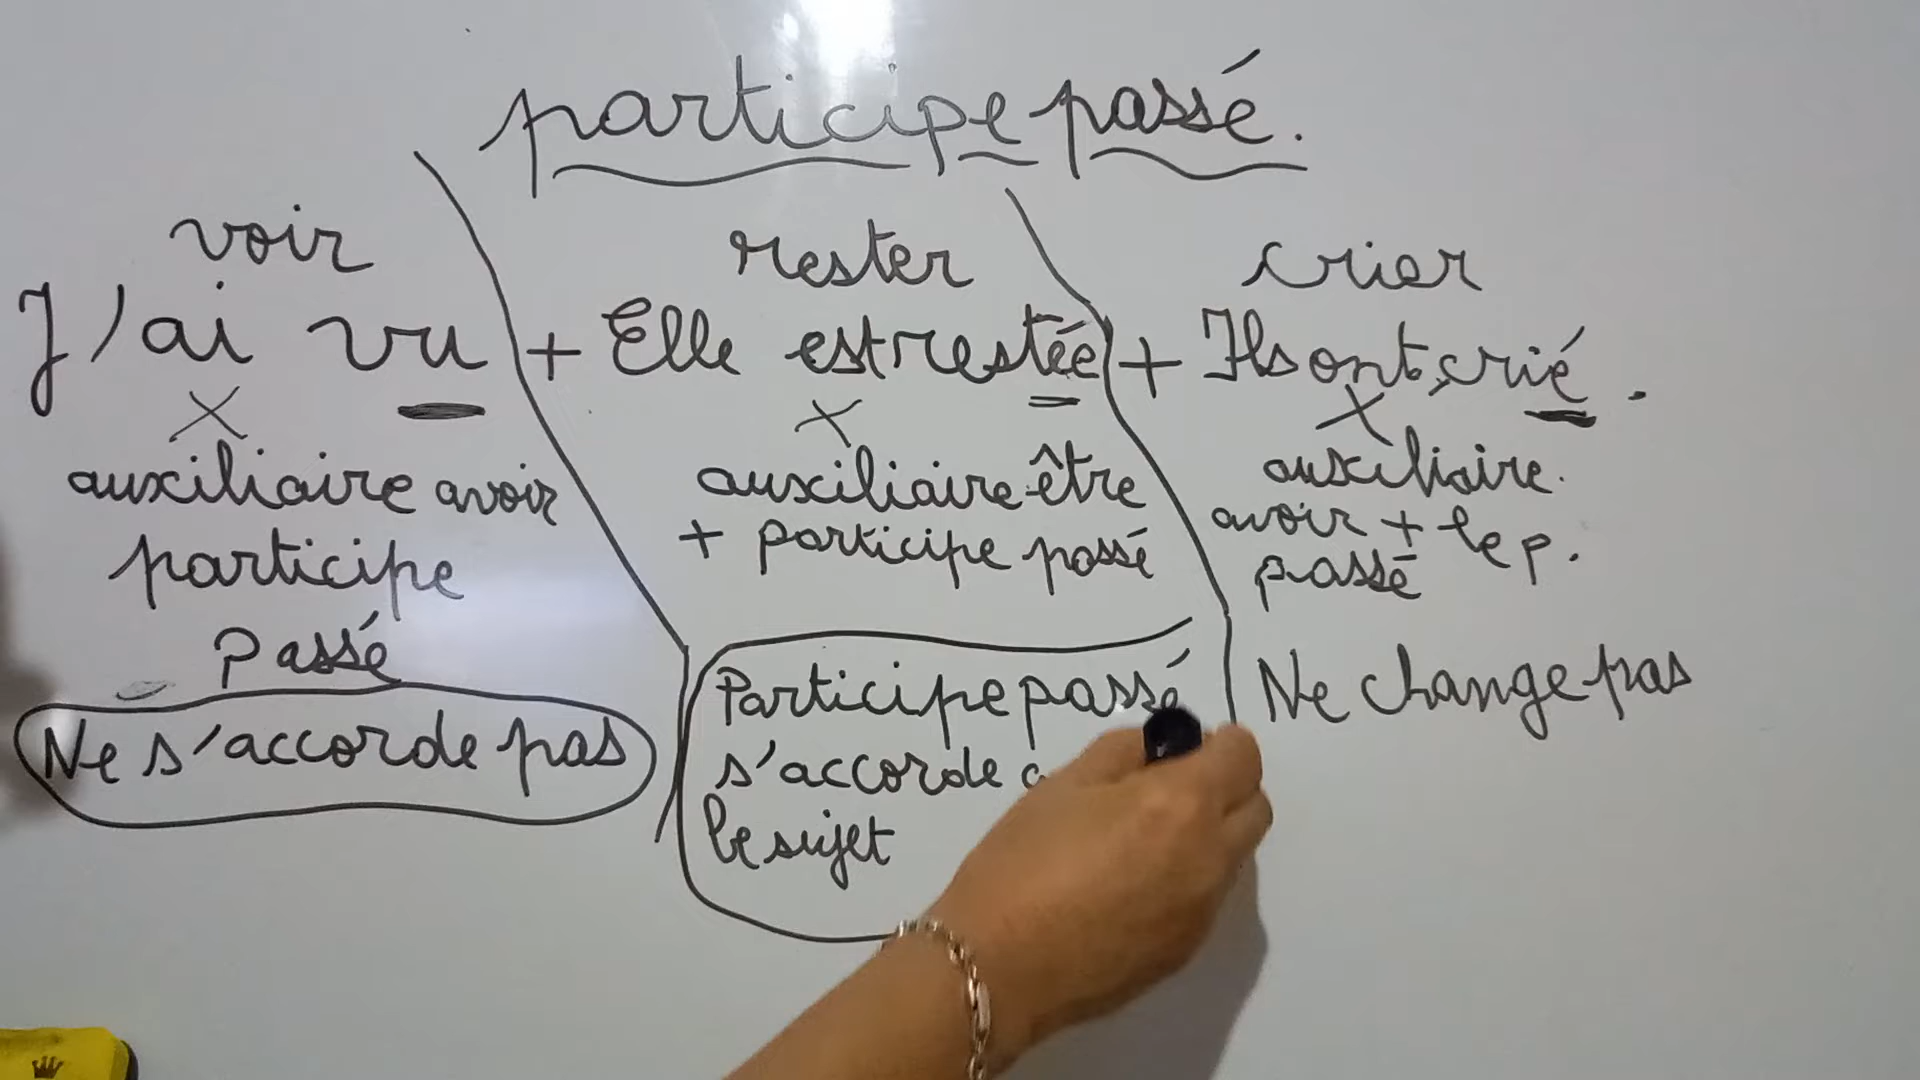 participe passé.
voir
J'ai vu
auxiliaire avoir
participe
passé
Ne s'accorde pas
+
rester
Elle est restée
auxiliaire être
+ participe passé
Participe passé
s'accorde
le sujet
+
crier
Ils ont crié.
auxiliaire.
avoir + le p.
passé
Ne change pas